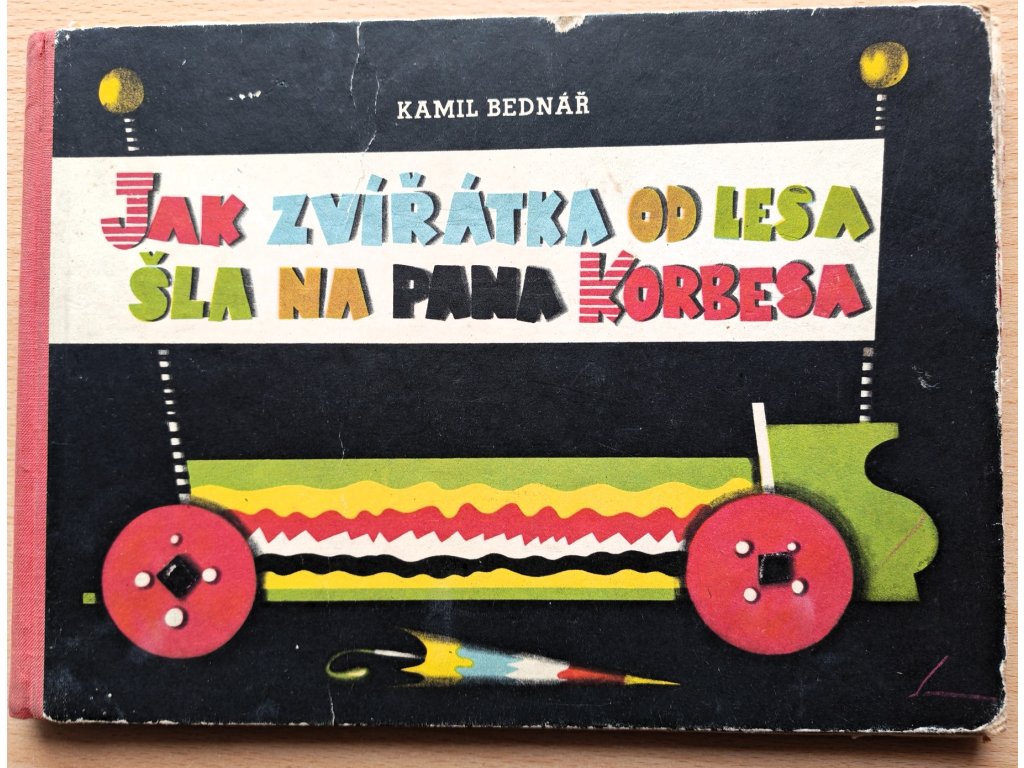 KAMIL BEDNÁŘ
JAK ZVÍŘÁTKA OD LESA
ŠLA NA PANA KORBESA